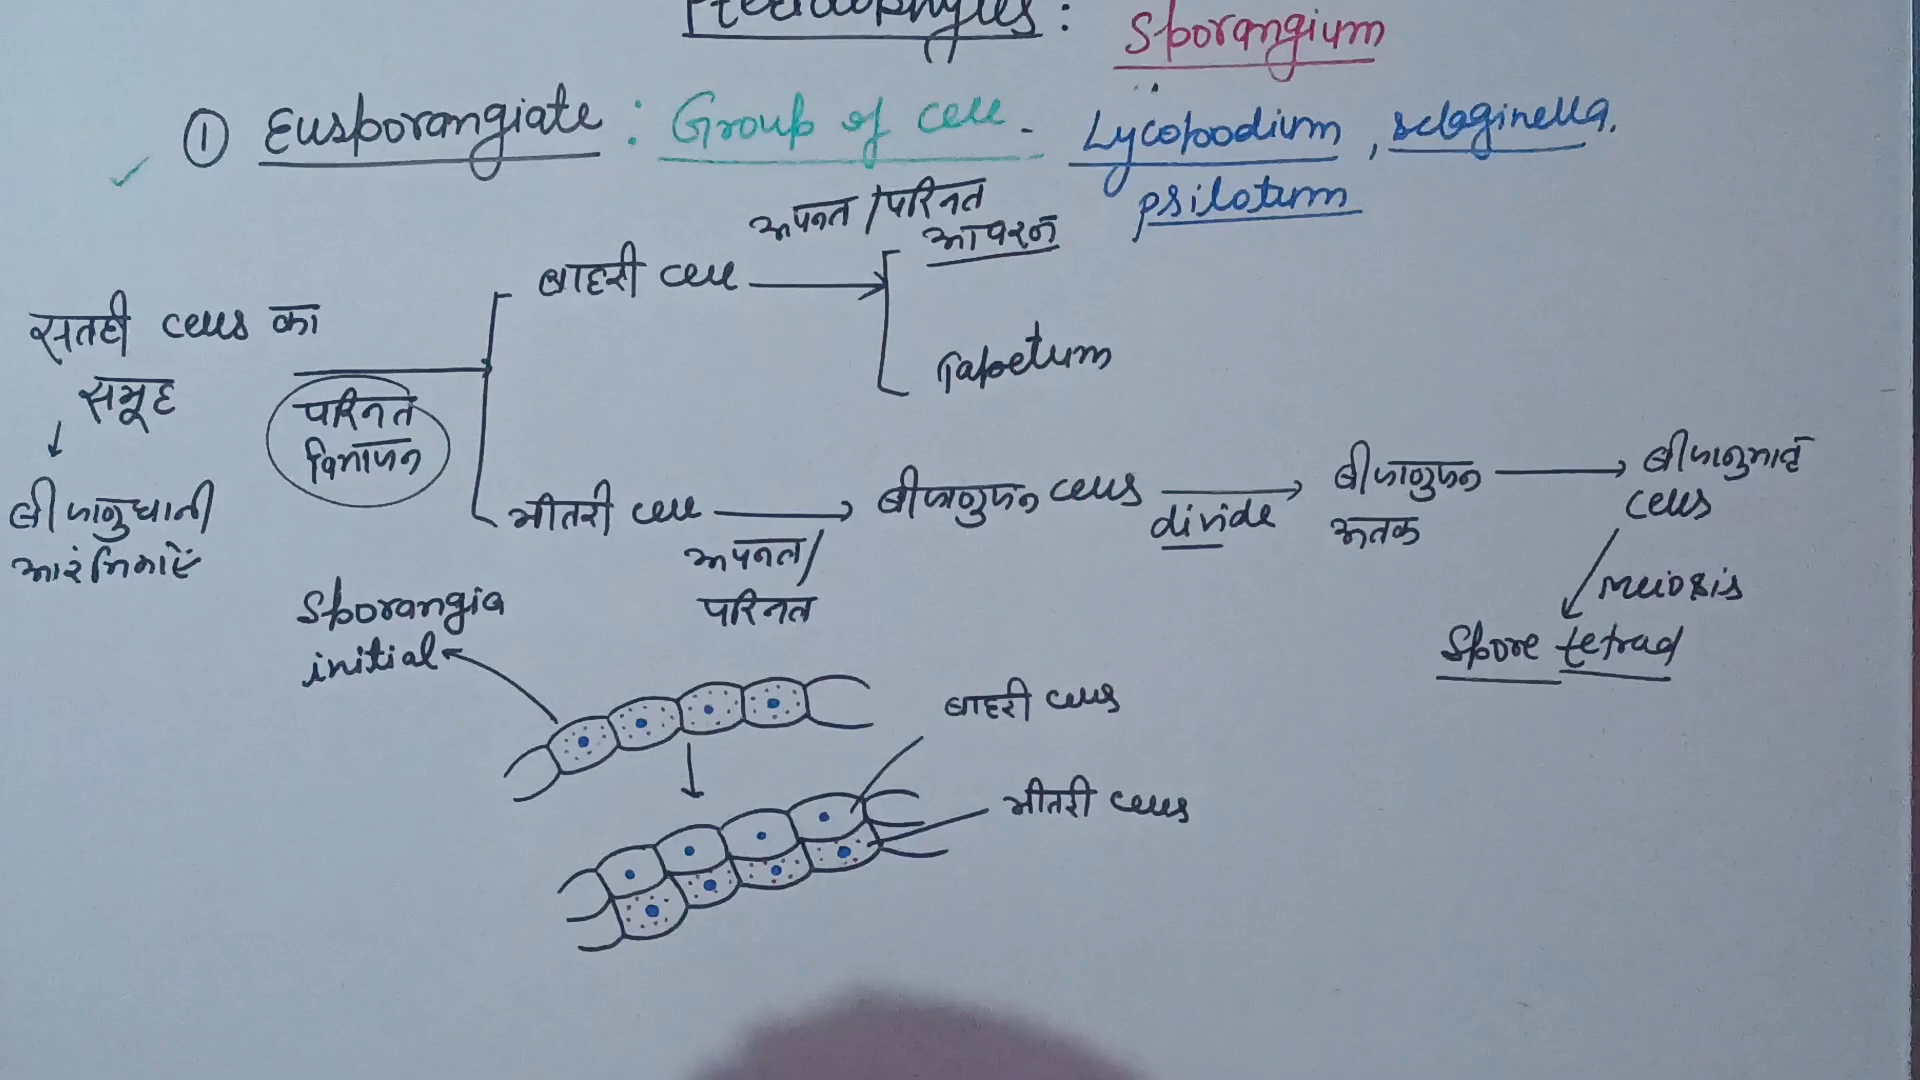 Pteridophytes : Sporangium
① Eusporangiate : Group of cell - Lycopodium, selaginella,
psilotum
अपनत / परिनत
आवरन
बाहरी cell
सतही cells का
समूह
Tapetum
परिनत
विभाजन
बीजानुधानी
आरंभिकाऐं
भीतरी cell
अपनत /
परिनत
बीजानुजन cells
divide
बीजानुजन
ऊतक
बीजानुमातृ
cells
meiosis
Spore tetrad
Sporangia
initial
बाहरी cells
भीतरी cells